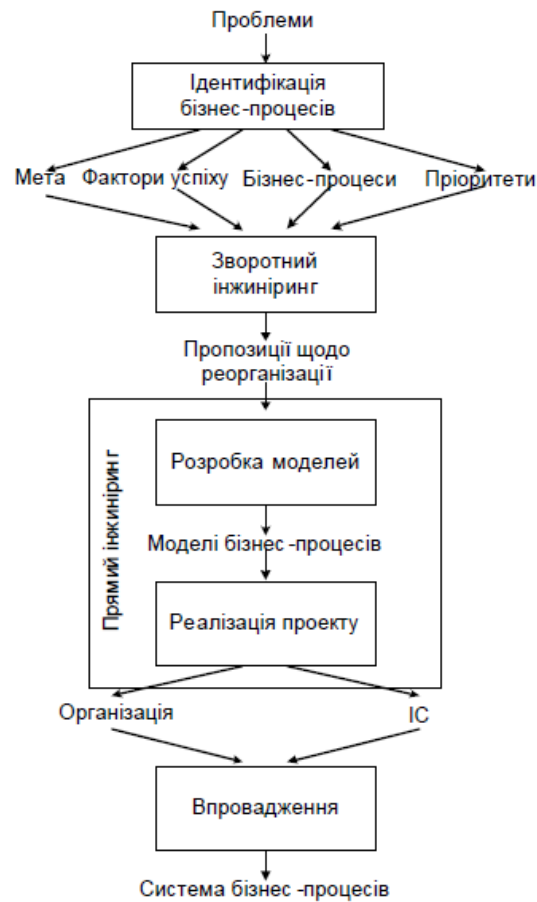 Проблеми
Ідентифікація
бізнес-процесів
Мета Фактори успіху Бізнес-процеси Пріоритети
Зворотний
інжиніринг
Пропозиції щодо
реорганізації
Прямий інжиніринг
Розробка моделей
Моделі бізнес-процесів
Реалізація проекту
Організація ІС
Впровадження
Система бізнес-процесів